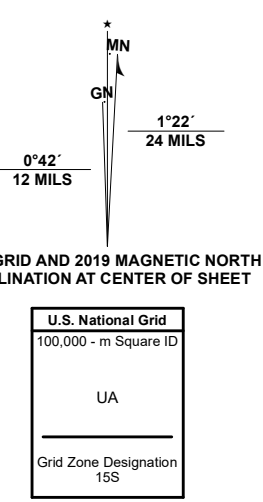 ★
MN
GN
1°22´
24 MILS
0°42´
12 MILS
GRID AND 2019 MAGNETIC NORTH
LINATION AT CENTER OF SHEET
U.S. National Grid
100,000 - m Square ID
UA
Grid Zone Designation
15S